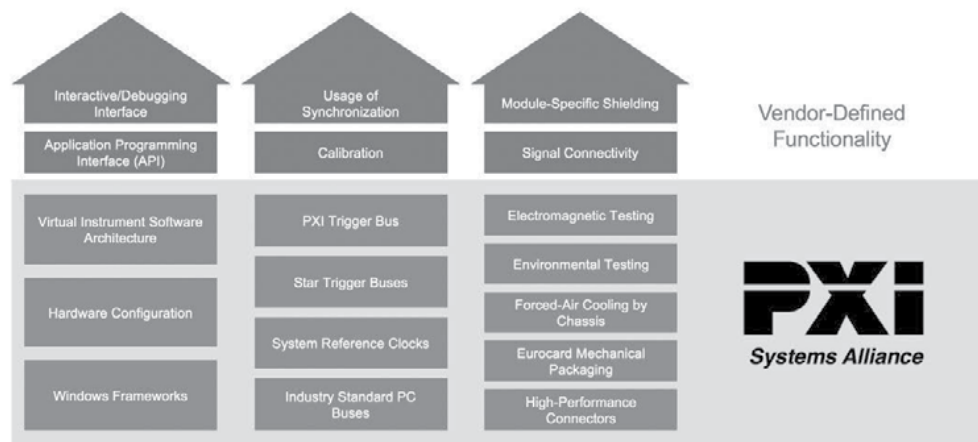 Interactive/Debugging
Interface
Application Programming
Interface (API)
Virtual Instrument Software
Architecture
Hardware Configuration
Windows Frameworks
Usage of
Synchronization
Calibration
PXI Trigger Bus
Star Trigger Buses
System Reference Clocks
Industry Standard PC
Buses
Module-Specific Shielding
Signal Connectivity
Electromagnetic Testing
Environmental Testing
Forced-Air Cooling by
Chassis
Eurocard Mechanical
Packaging
High-Performance
Connectors
Vendor-Defined
Functionality
PXI
Systems Alliance